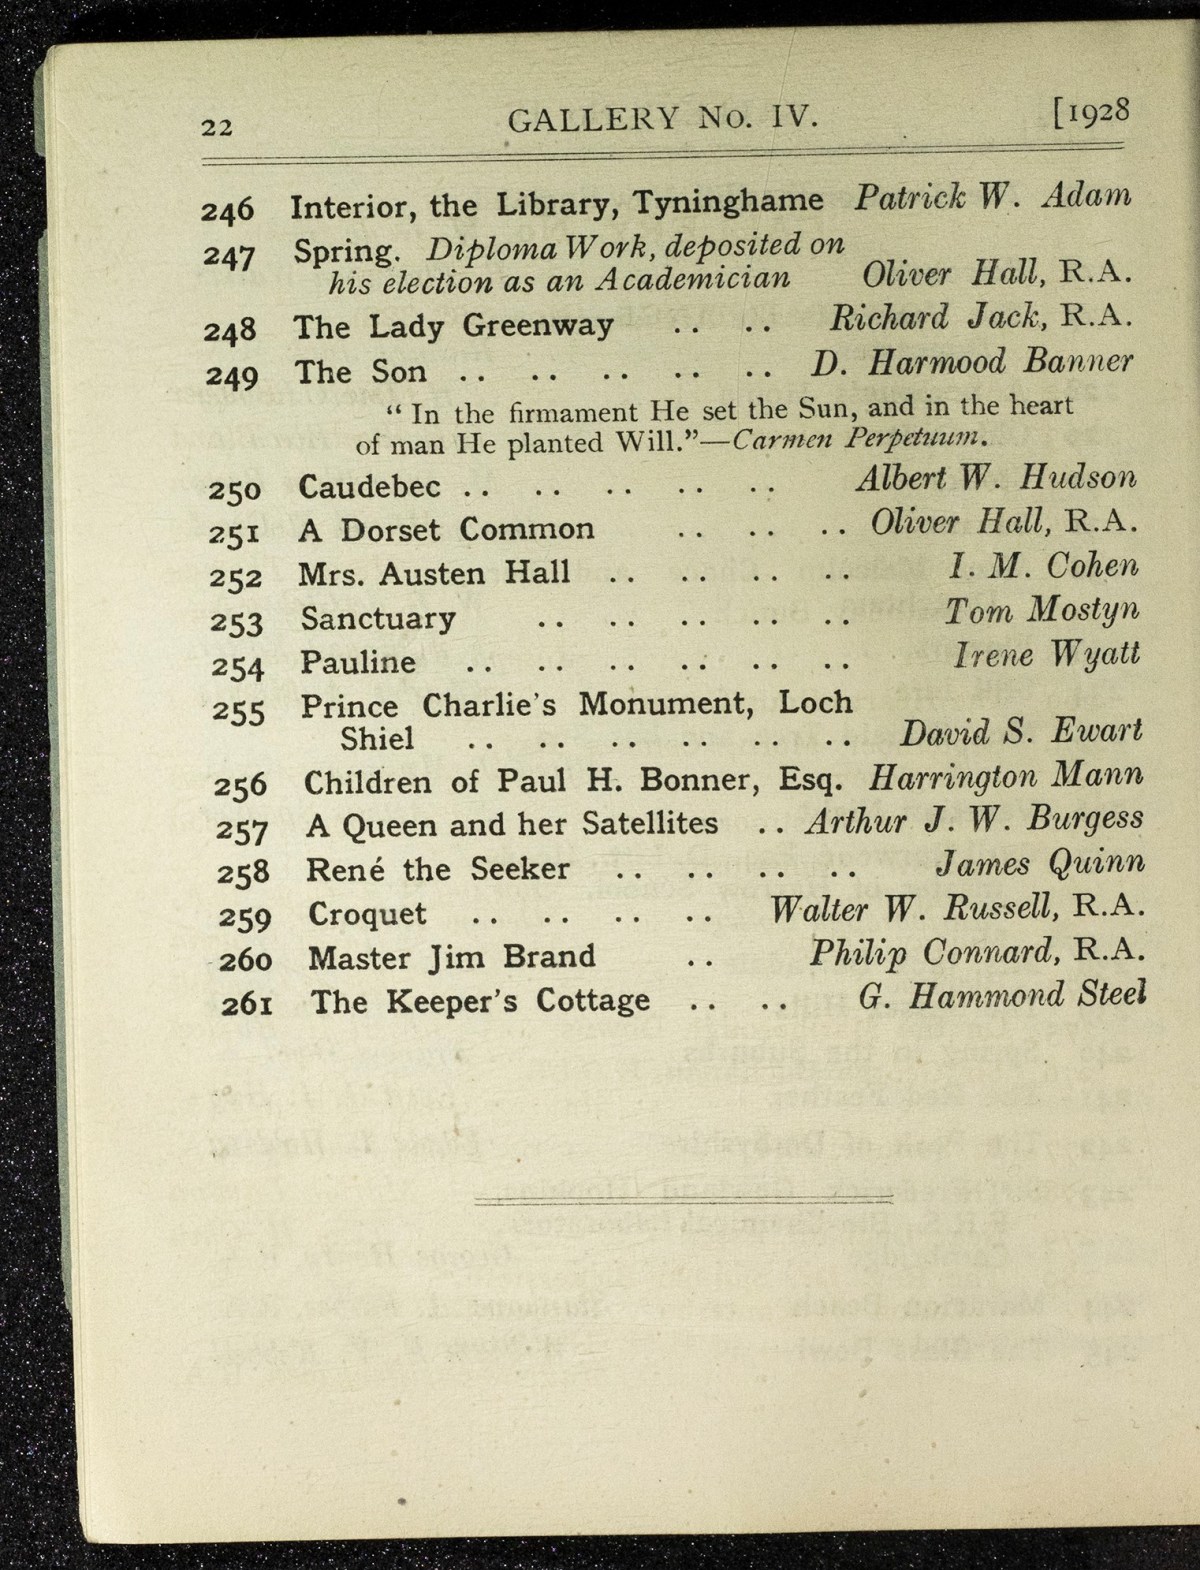 22 GALLERY No. IV. [1928
246 Interior, the Library, Tyninghame Patrick W. Adam
247 Spring. Diploma Work, deposited on
his election as an Academician Oliver Hall, R.A.
248 The Lady Greenway .. .. Richard Jack, R.A.
249 The Son .. .. .. .. .. D. Harmood Banner
“ In the firmament He set the Sun, and in the heart
of man He planted Will.”—Carmen Perpetuum.
250 Caudebec .. .. .. .. .. Albert W. Hudson
251 A Dorset Common .. .. .. Oliver Hall, R.A.
252 Mrs. Austen Hall .. .. .. .. I. M. Cohen
253 Sanctuary .. .. .. .. .. Tom Mostyn
254 Pauline .. .. .. .. .. .. Irene Wyatt
255 Prince Charlie's Monument, Loch
Shiel .. .. .. .. .. .. David S. Ewart
256 Children of Paul H. Bonner, Esq. Harrington Mann
257 A Queen and her Satellites .. Arthur J. W. Burgess
258 René the Seeker .. .. .. .. James Quinn
259 Croquet .. .. .. .. Walter W. Russell, R.A.
260 Master Jim Brand .. Philip Connard, R.A.
261 The Keeper's Cottage .. .. G. Hammond Steel